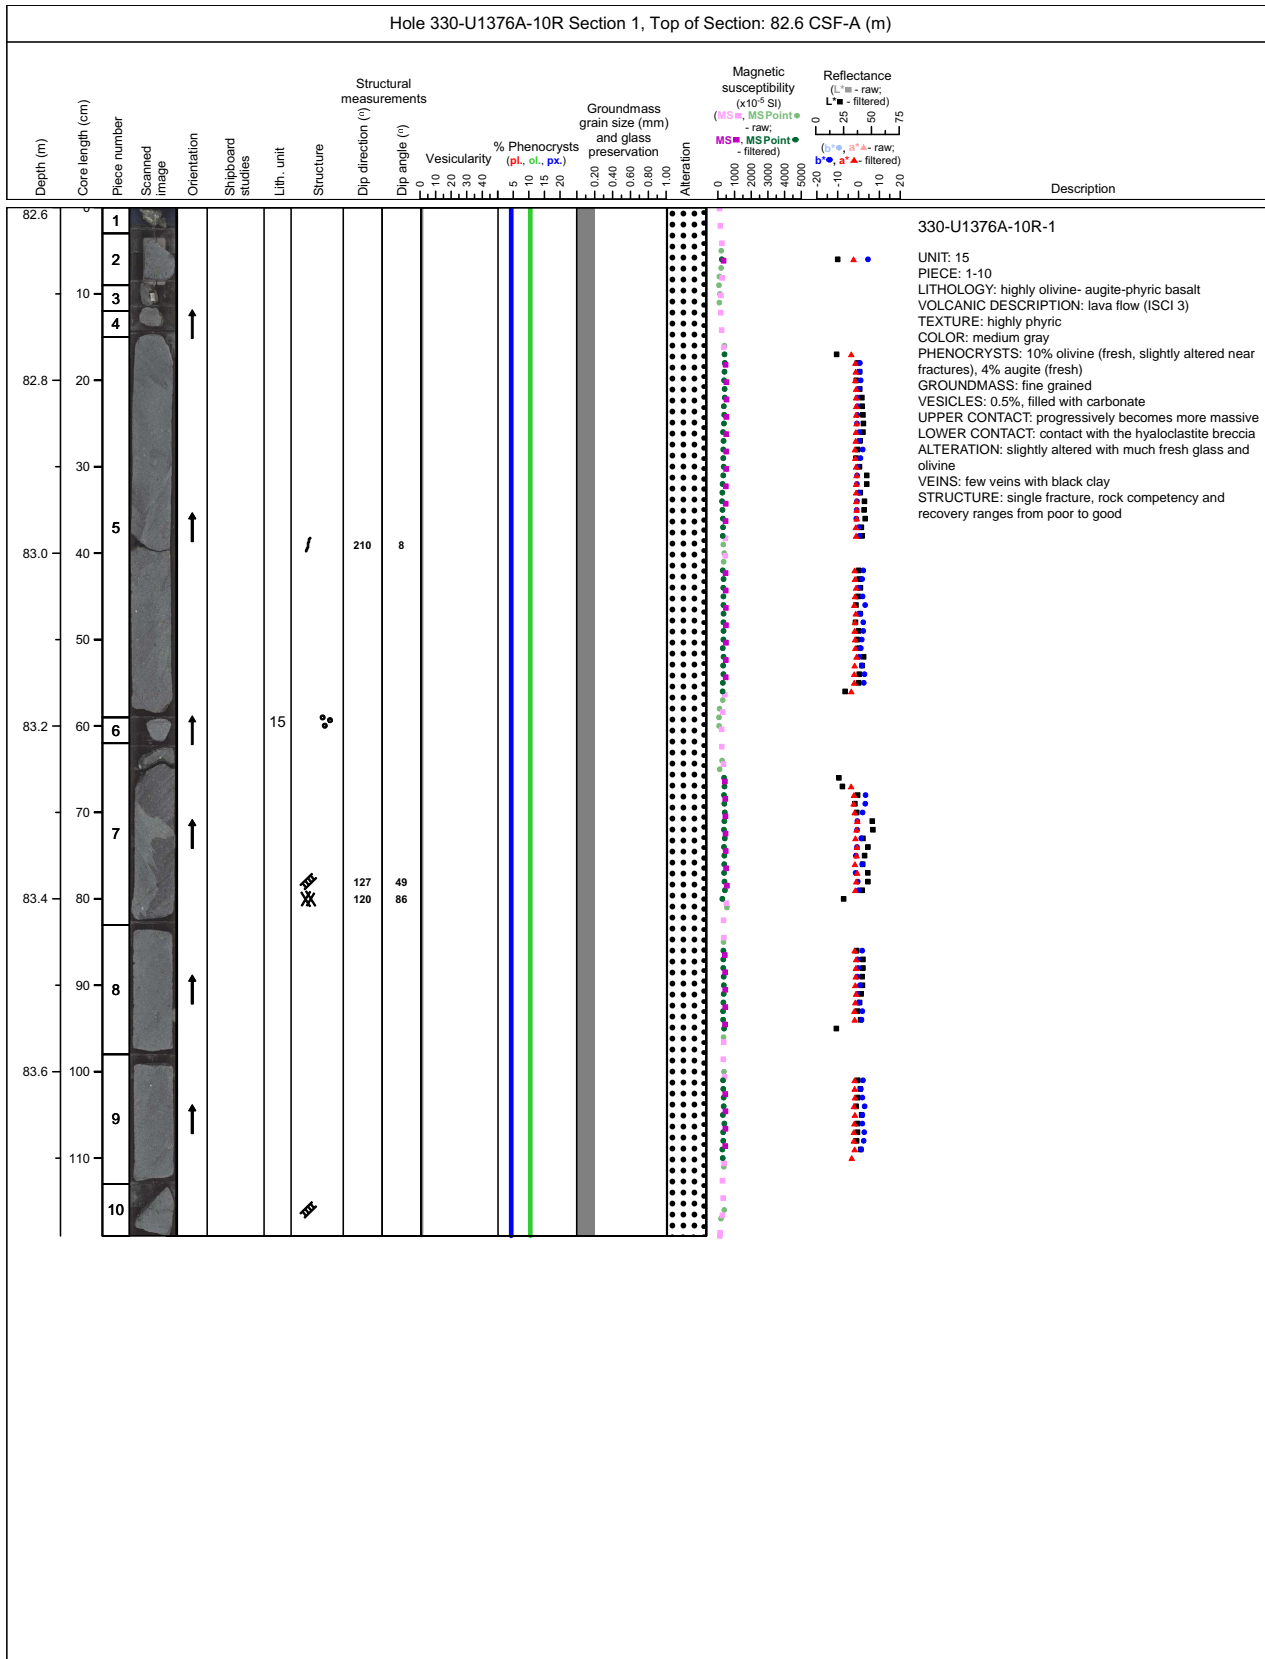 Hole 330-U1376A-10R Section 1, Top of Section: 82.6 CSF-A (m)
Depth (m)
Core length (cm)
Piece number
Scanned
image
Orientation
Shipboard
studies
Lith. unit
Structure
Structural
measurements
Dip direction (º)
Dip angle (º)
Vesicularity
0 10 20 30 40
% Phenocrysts
(pl., ol., px.)
5 10 15 20
Groundmass
grain size (mm)
and glass
preservation
0.20 0.40 0.60 0.80 1.00
Alteration
Magnetic
susceptibility
(x10-5 SI)
(MS■, MS Point●
- raw;
MS■, MS Point●
- filtered)
0 1000 2000 3000 4000 5000
Reflectance
(L*■ - raw;
L*■ - filtered)
0 25 50 75
(b*●, a*▲- raw;
b*●, a*▲- filtered)
-20 -10 0 10 20
Description
82.6
82.8
83.0
83.2
83.4
83.6
0
10
20
30
40
50
60
70
80
90
100
110
1
2
3
4
5
6
7
8
9
10
15
210 8
127 49
120 86
330-U1376A-10R-1
UNIT: 15
PIECE: 1-10
LITHOLOGY: highly olivine- augite-phyric basalt
VOLCANIC DESCRIPTION: lava flow (ISCI 3)
TEXTURE: highly phyric
COLOR: medium gray
PHENOCRYSTS: 10% olivine (fresh, slightly altered near
fractures), 4% augite (fresh)
GROUNDMASS: fine grained
VESICLES: 0.5%, filled with carbonate
UPPER CONTACT: progressively becomes more massive
LOWER CONTACT: contact with the hyaloclastite breccia
ALTERATION: slightly altered with much fresh glass and
olivine
VEINS: few veins with black clay
STRUCTURE: single fracture, rock competency and
recovery ranges from poor to good